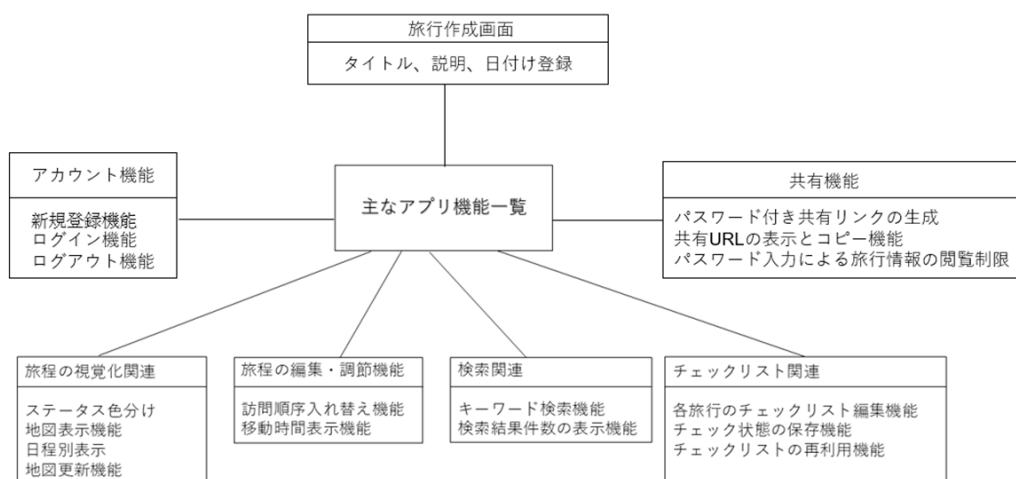 旅行作成画面
タイトル、説明、日付け登録
アカウント機能
新規登録機能
ログイン機能
ログアウト機能
主なアプリ機能一覧
共有機能
パスワード付き共有リンクの生成
共有URLの表示とコピー機能
パスワード入力による旅行情報の閲覧制限
旅程の視覚化関連
ステータス色分け
地図表示機能
日程別表示
地図更新機能
旅程の編集・調節機能
訪問順序入れ替え機能
移動時間表示機能
検索関連
キーワード検索機能
検索結果件数の表示機能
チェックリスト関連
各旅行のチェックリスト編集機能
チェック状態の保存機能
チェックリストの再利用機能